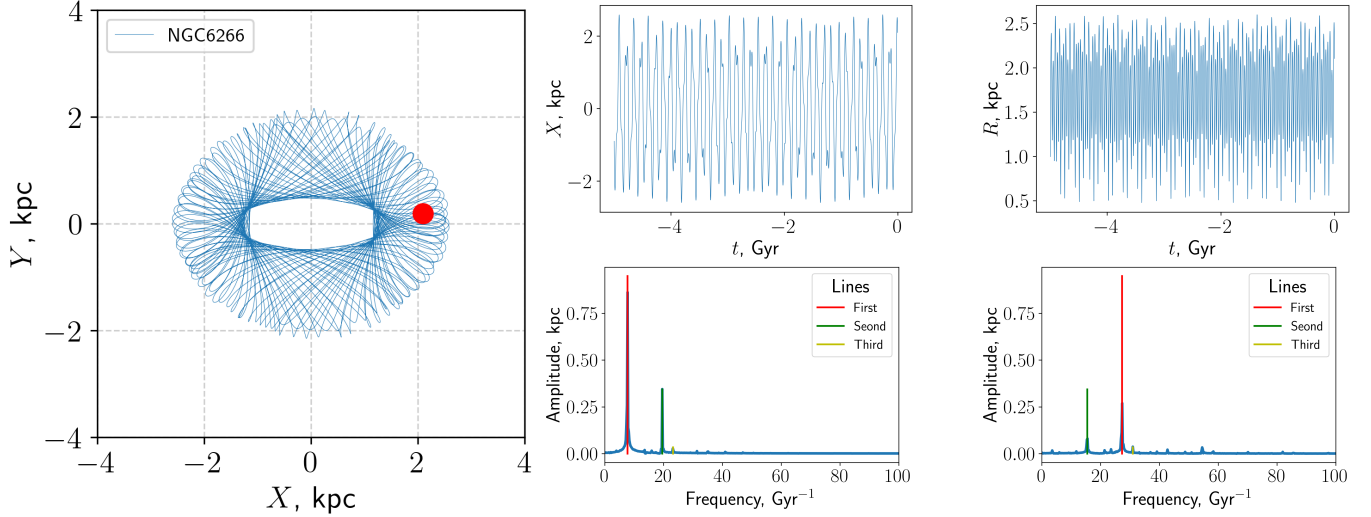 4
2
0
−2
−4
Y, kpc
NGC6266
−4
−2
0
2
4
X, kpc
2
0
−2
X, kpc
−4
−2
0
t, Gyr
2.5
2.0
1.5
1.0
0.5
R, kpc
−4
−2
0
t, Gyr
0.75
0.50
0.25
0.00
Amplitude, kpc
Lines
First
Seond
Third
0
20
40
60
80
100
Frequency, Gyr⁻¹
0.75
0.50
0.25
0.00
Amplitude, kpc
Lines
First
Seond
Third
0
20
40
60
80
100
Frequency, Gyr⁻¹